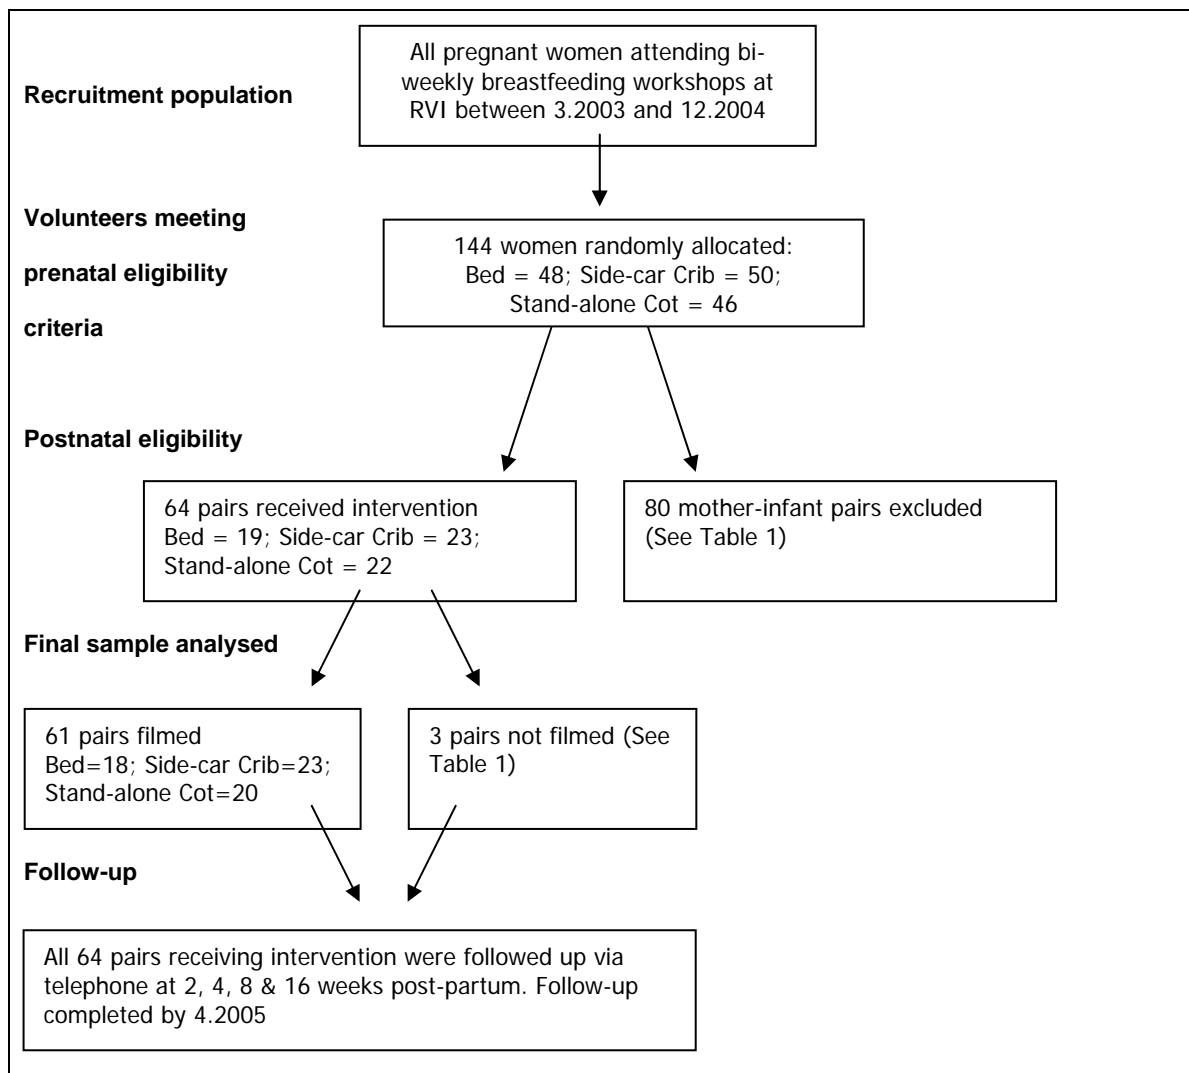 Recruitment population
All pregnant women attending bi-
weekly breastfeeding workshops at
RVI between 3.2003 and 12.2004
Volunteers meeting
prenatal eligibility
criteria
144 women randomly allocated:
Bed = 48; Side-car Crib = 50;
Stand-alone Cot = 46
Postnatal eligibility
64 pairs received intervention
Bed = 19; Side-car Crib = 23;
Stand-alone Cot = 22
80 mother-infant pairs excluded
(See Table 1)
Final sample analysed
61 pairs filmed
Bed=18; Side-car Crib=23;
Stand-alone Cot=20
3 pairs not filmed (See
Table 1)
Follow-up
All 64 pairs receiving intervention were followed up via
telephone at 2, 4, 8 & 16 weeks post-partum. Follow-up
completed by 4.2005